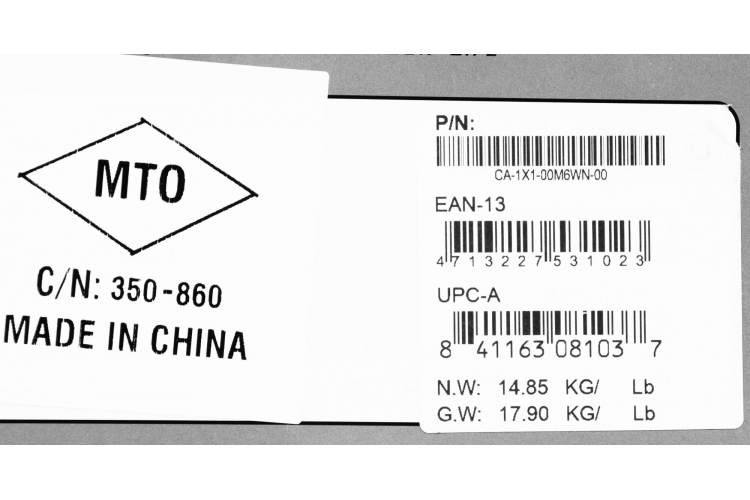 MTO
C/N: 350-860
MADE IN CHINA
P/N:
CA-1X1-00M6WN-00
EAN-13
4713227531023
UPC-A
8 41163 08103 7
N.W: 14.85 KG/ Lb
G.W: 17.90 KG/ Lb